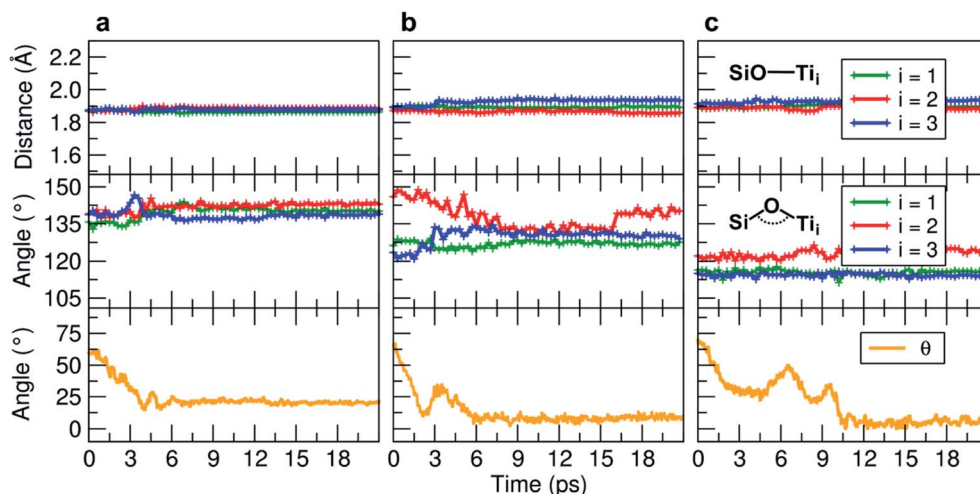 a b c
Distance (Å)
2.2
2.0
1.8
1.6
SiO—Ti i
i = 1
i = 2
i = 3
Angle (°)
150
135
120
105
O
Si Ti i
i = 1
i = 2
i = 3
Angle (°)
75
50
25
0
θ
0 3 6 9 12 15 18 0 3 6 9 12 15 18 0 3 6 9 12 15 18
Time (ps)